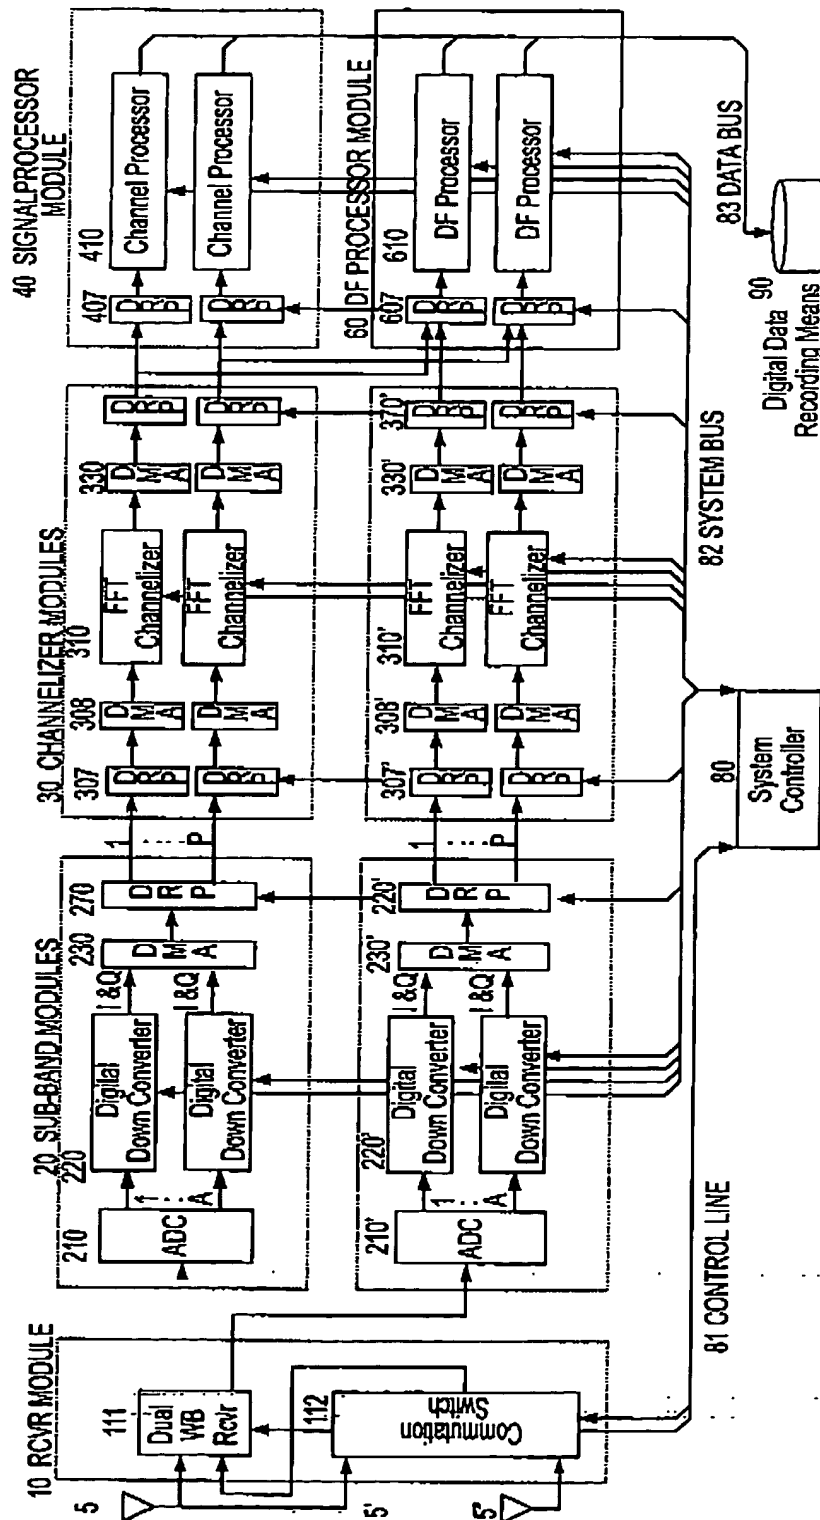 10 RCVR MODULE
5
5'
5"
111
Dual
WB
Rcvr
112
Commutation
Switch
20 SUB-BAND MODULES
210
ADC
1
A
220
Digital
Down Converter
Digital
Down Converter
I &Q
I &Q
230
DMA
270
DRP
1
P
210'
ADC
1
A
220'
Digital
Down Converter
Digital
Down Converter
I &Q
I &Q
230'
DMA
220'
DRP
1
P
30 CHANNELIZER MODULES
307
DRP
DRP
308
DMA
DMA
310
FFT
Channelizer
FFT
Channelizer
330
DMA
DMA
DRP
DRP
307'
DRP
DRP
308'
DMA
DMA
310'
FFT
Channelizer
FFT
Channelizer
330'
DMA
DMA
370'
DRP
DRP
40 SIGNALPROCESSOR
MODULE
407
DRP
DRP
410
Channel Processor
Channel Processor
60 DF PROCESSOR MODULE
607
DRP
DRP
610
DF Processor
DF Processor
81 CONTROL LINE
80
System
Controller
82 SYSTEM BUS
83 DATA BUS
90
Digital Data
Recording Means